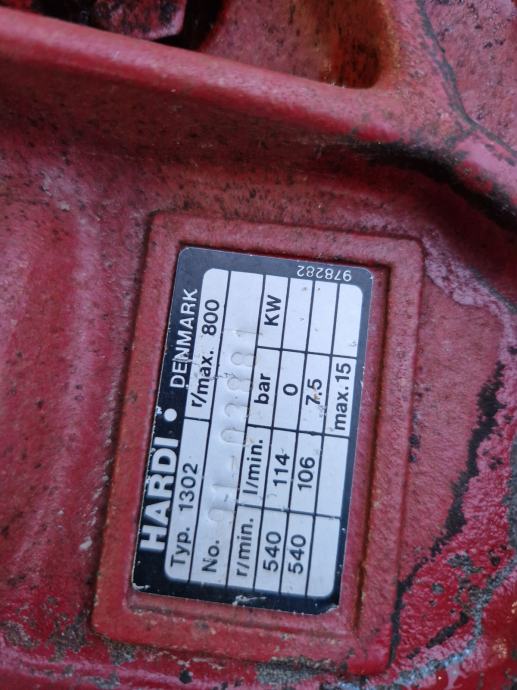 HARDI • DENMARK
Typ. 1302 r/max. 800
No.
r/min. l/min. bar KW
540 114 0
540 106 7.5
max. 15
978282